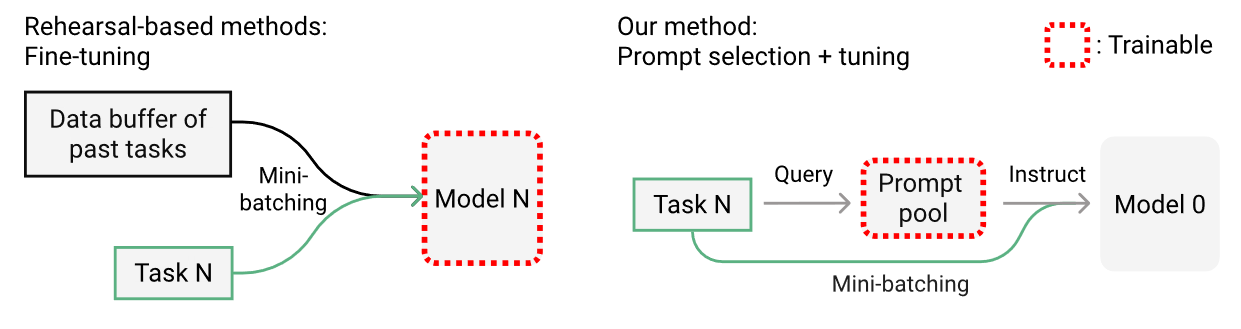 Rehearsal-based methods:
Fine-tuning
Data buffer of
past tasks
Mini-
batching
Task N
Model N
Our method:
Prompt selection + tuning
: Trainable
Task N
Query
Prompt
pool
Instruct
Model 0
Mini-batching